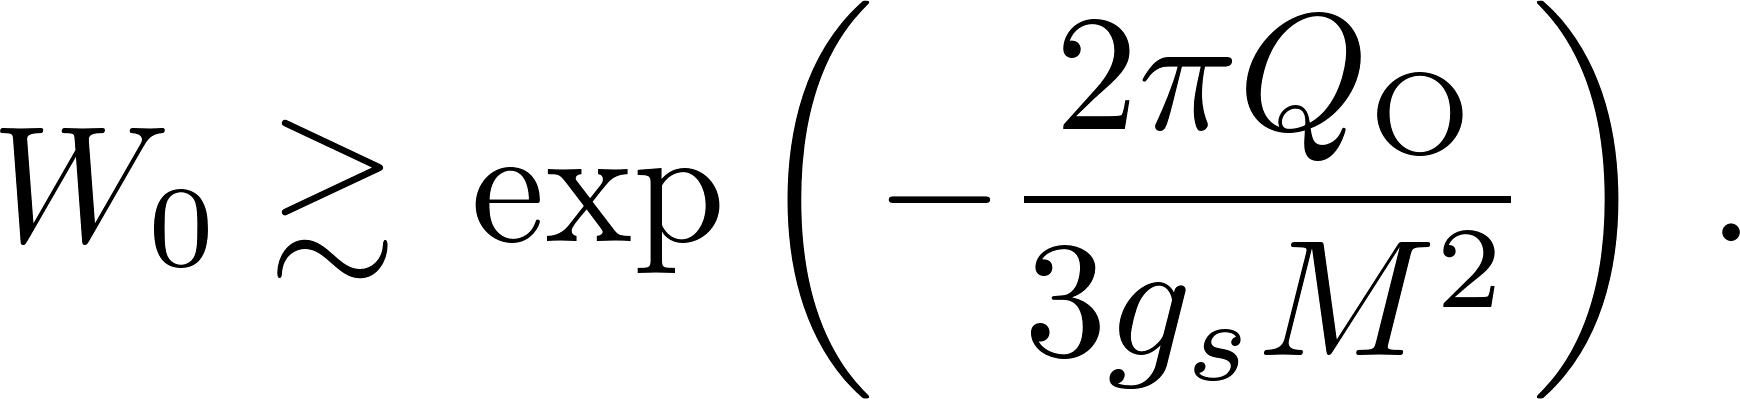 $W_0 \gtrsim \exp\left(-\frac{2\pi Q_{\mathrm{O}}}{3 g_s M^2}\right) \, .$